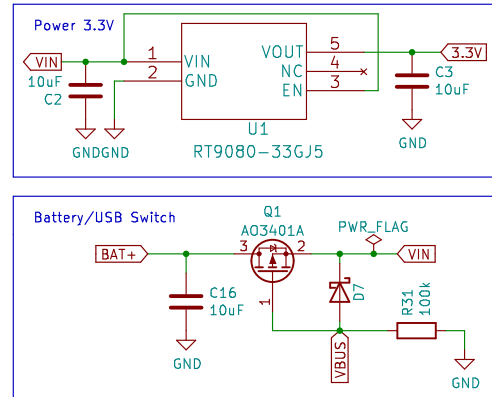 Power 3.3V
VIN
1
VIN
VOUT
5
3.3V
2
GND
NC
4
EN
3
10uF
C2
C3
10uF
GND
GND
GND
U1
RT9080-33GJ5
Battery/USB Switch
Q1
AO3401A
PWR_FLAG
BAT+
3
2
VIN
C16
10uF
1
D7
R31
100k
GND
VBUS
GND